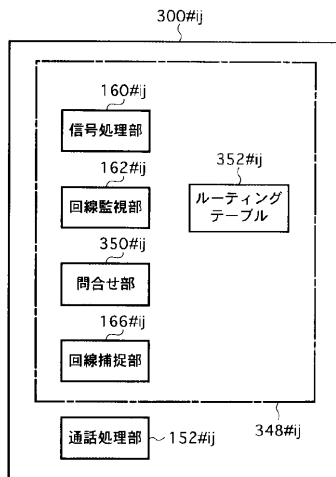 300#ij
160#ij
信号処理部
162#ij
回線監視部
352#ij
ルーティング
テーブル
350#ij
問合せ部
166#ij
回線捕捉部
348#ij
通話処理部
152#ij